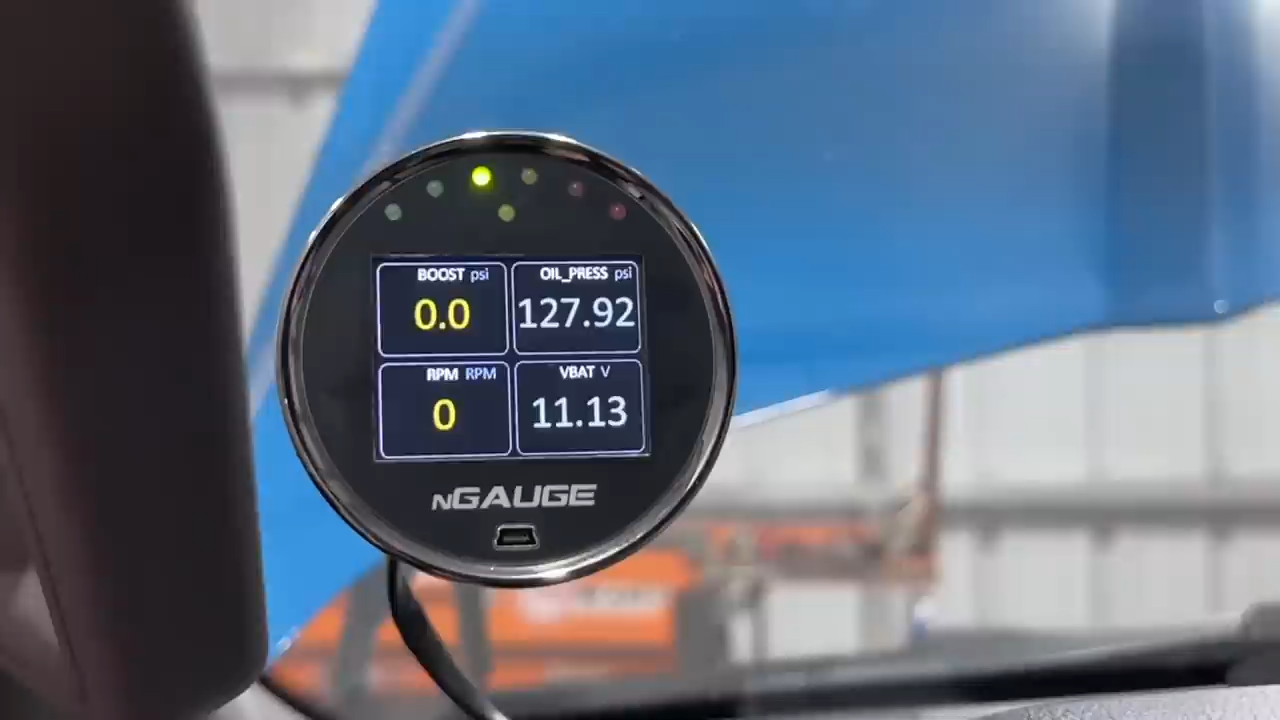 BOOST psi
0.0
OIL_PRESS psi
127.92
RPM RPM
0
VBAT V
11.13
nGAUGE